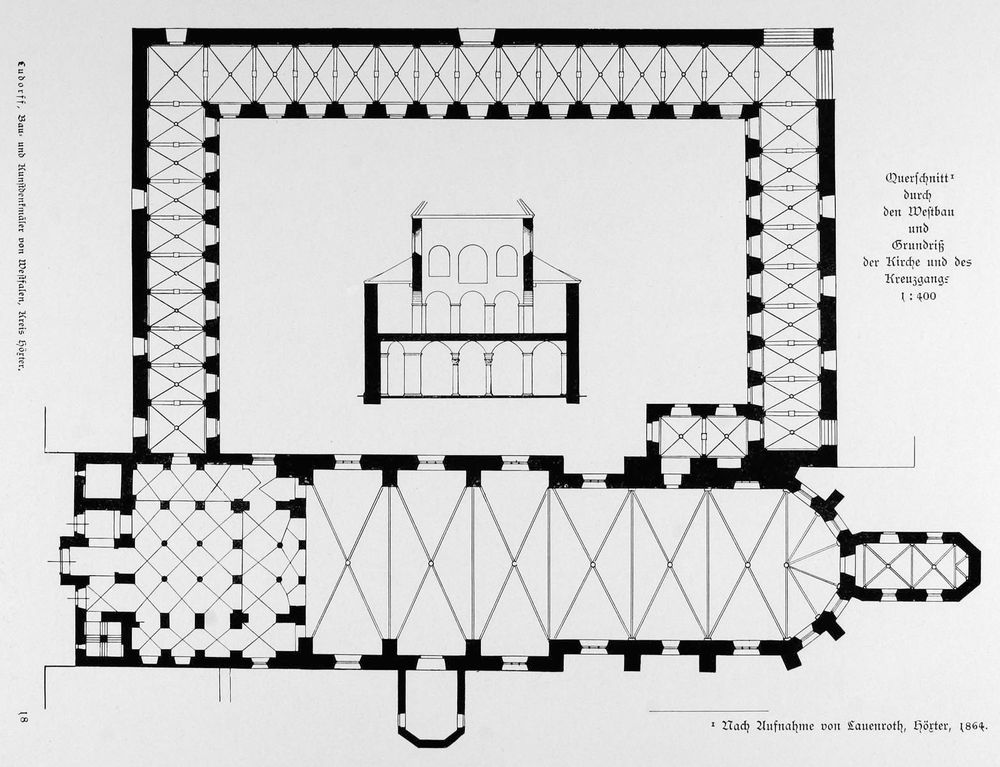 Ludorff, Bau- und Kunstdenkmäler von Westfalen, Kreis Höxter.
Querschnitt¹
durch
den Westbau
und
Grundriß
der Kirche und des
Kreuzgangs
1 : 400
¹ Nach Aufnahme von Lauenroth, Höxter, 1864.
18